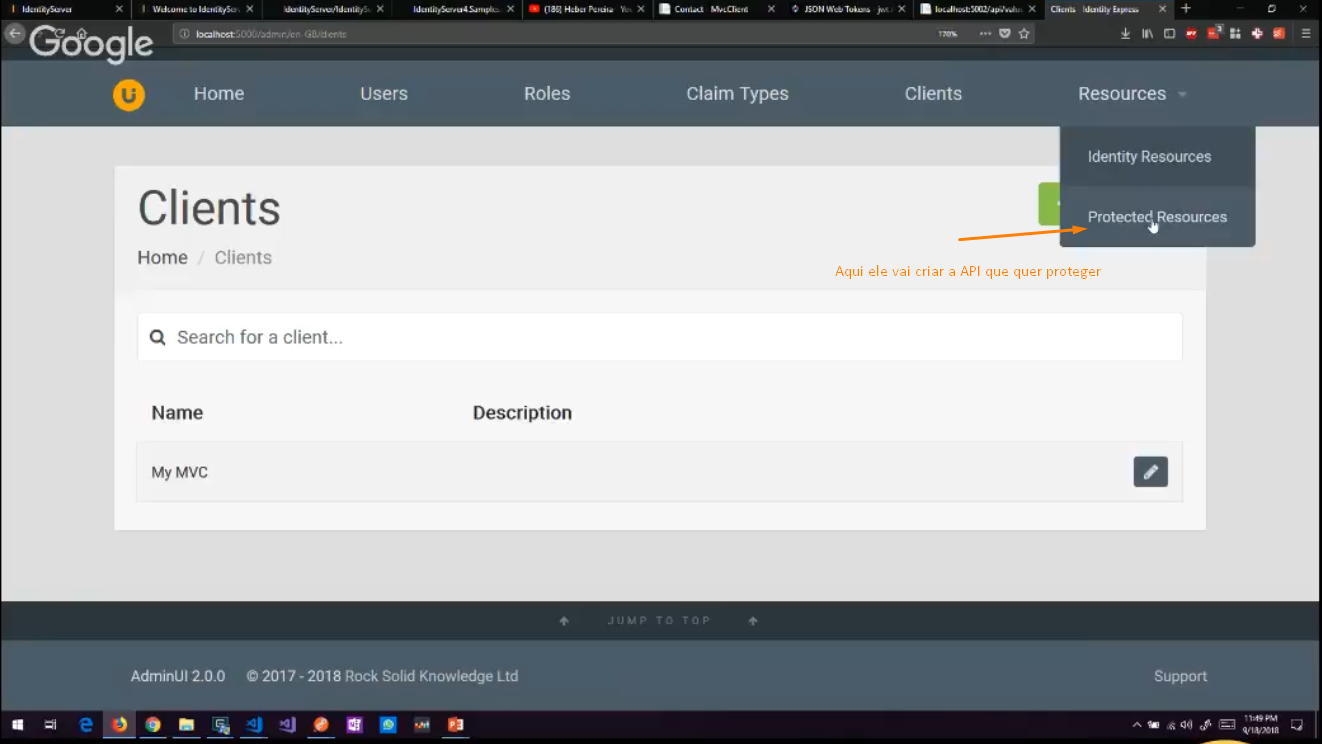 IdentityServer
Welcome to IdentitySer
IdentityServer/IdentityS
IdentityServer4.Samples
(186) Heber Pereira - You
Contact - MvcClient
JSON Web Tokens - jwt.
localhost:5002/api/value
Clients - Identity Express
Google
localhost:5000/admin/en-GB/clients
170%
Home
Users
Roles
Claim Types
Clients
Resources
Identity Resources
Protected Resources
Clients
Home / Clients
Aqui ele vai criar a API que quer proteger
Search for a client...
Name
Description
My MVC
JUMP TO TOP
AdminUI 2.0.0
© 2017 - 2018 Rock Solid Knowledge Ltd
Support
11:49 PM
9/18/2018